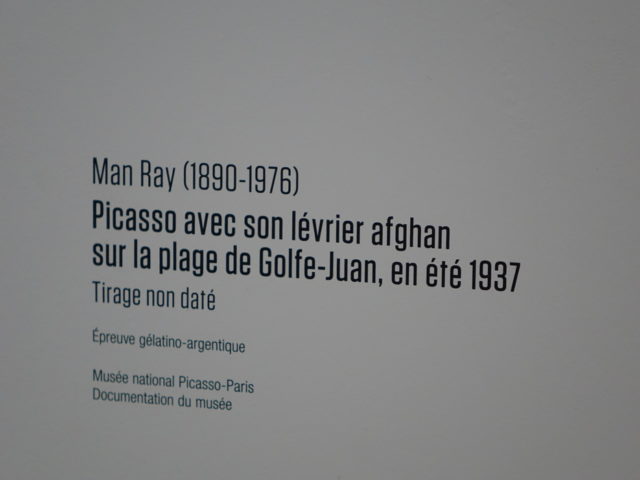 Man Ray (1890-1976)
Picasso avec son lévrier afghan
sur la plage de Golfe-Juan, en été 1937
Tirage non daté
Épreuve gélatino-argentique
Musée national Picasso-Paris
Documentation du musée